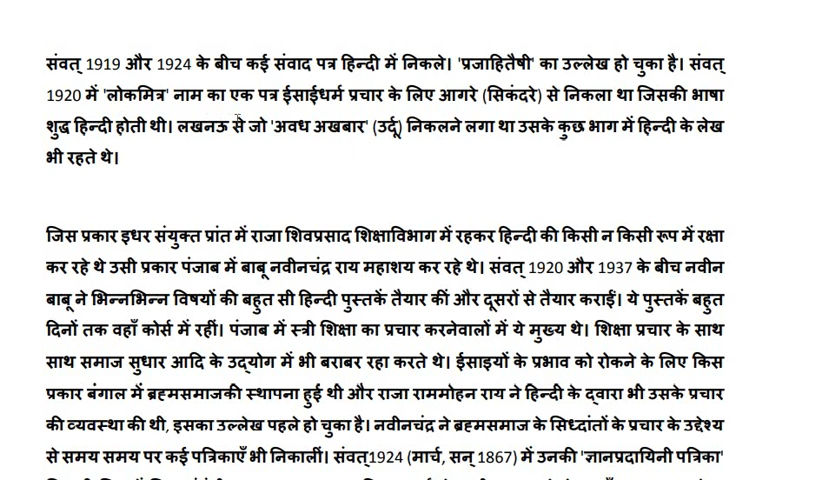 संवत् 1919 और 1924 के बीच कई संवाद पत्र हिन्दी में निकले। 'प्रजाहितैषी' का उल्लेख हो चुका है। संवत्
1920 में 'लोकमित्र' नाम का एक पत्र ईसाईधर्म प्रचार के लिए आगरे (सिकंदरे) से निकला था जिसकी भाषा
शुद्ध हिन्दी होती थी। लखनऊ से जो 'अवध अखबार' (उर्दू) निकलने लगा था उसके कुछ भाग में हिन्दी के लेख
भी रहते थे।
जिस प्रकार इधर संयुक्त प्रांत में राजा शिवप्रसाद शिक्षाविभाग में रहकर हिन्दी की किसी न किसी रूप में रक्षा
कर रहे थे उसी प्रकार पंजाब में बाबू नवीनचंद्र राय महाशय कर रहे थे। संवत् 1920 और 1937 के बीच नवीन
बाबू ने भिन्नभिन्न विषयों की बहुत सी हिन्दी पुस्तकें तैयार कीं और दूसरों से तैयार कराईं। ये पुस्तकें बहुत
दिनों तक वहाँ कोर्स में रहीं। पंजाब में स्त्री शिक्षा का प्रचार करनेवालों में ये मुख्य थे। शिक्षा प्रचार के साथ
साथ समाज सुधार आदि के उद्योग में भी बराबर रहा करते थे। ईसाइयों के प्रभाव को रोकने के लिए किस
प्रकार बंगाल में ब्रह्मसमाजकी स्थापना हुई थी और राजा राममोहन राय ने हिन्दी के द्वारा भी उसके प्रचार
की व्यवस्था की थी, इसका उल्लेख पहले हो चुका है। नवीनचंद्र ने ब्रह्मसमाज के सिध्दांतों के प्रचार के उद्देश्य
से समय समय पर कई पत्रिकाएँ भी निकालीं। संवत्1924 (मार्च, सन् 1867) में उनकी 'ज्ञानप्रदायिनी पत्रिका'